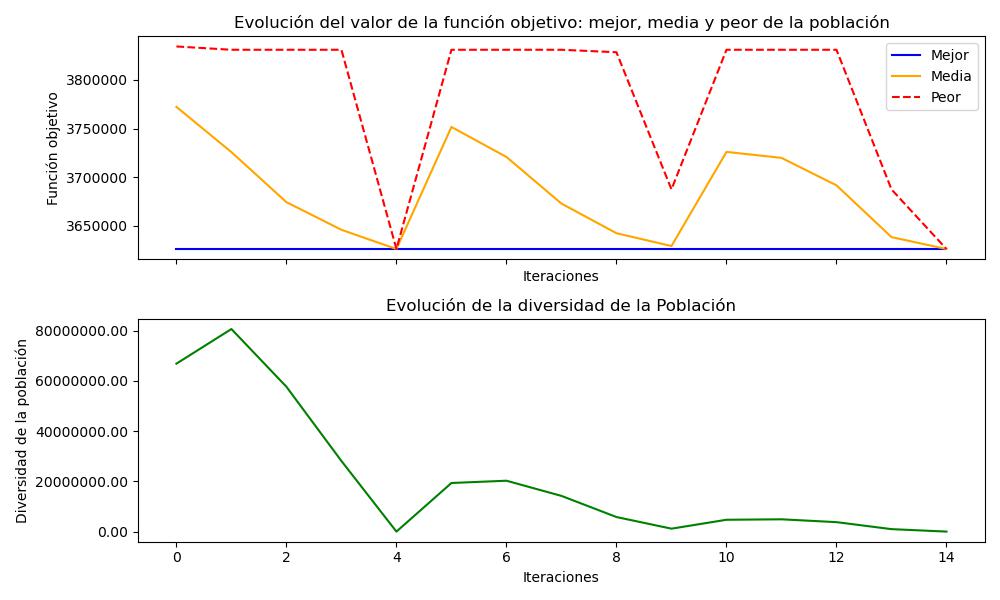 Evolución del valor de la función objetivo: mejor, media y peor de la población
Función objetivo
3800000
3750000
3700000
3650000
Mejor
Media
Peor
Iteraciones
Evolución de la diversidad de la Población
Diversidad de la población
80000000.00
60000000.00
40000000.00
20000000.00
0.00
0 2 4 6 8 10 12 14
Iteraciones